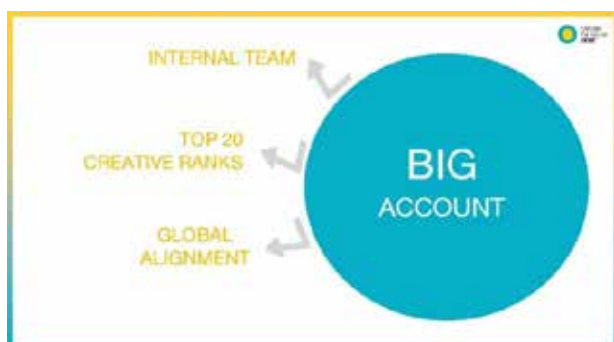 INTERNAL TEAM
TOP 20
CREATIVE RANKS
GLOBAL
ALIGNMENT
BIG
ACCOUNT